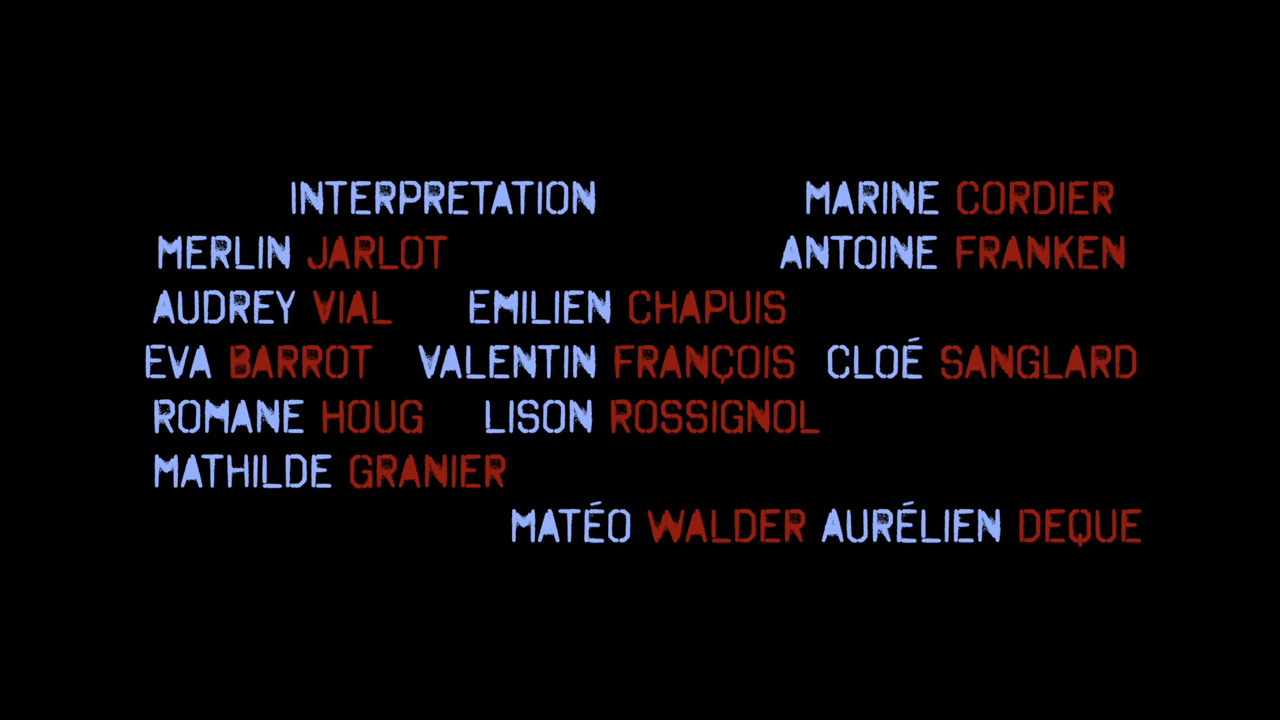 INTERPRETATION MARINE CORDIER
MERLIN JARLOT ANTOINE FRANKEN
AUDREY VIAL EMILIEN CHAPUIS
EVA BARROT VALENTIN FRANÇOIS CLOÉ SANGLARD
ROMANE HOUG LISON ROSSIGNOL
MATHILDE GRANIER
MATÉO WALDER AURÉLIEN DEQUE